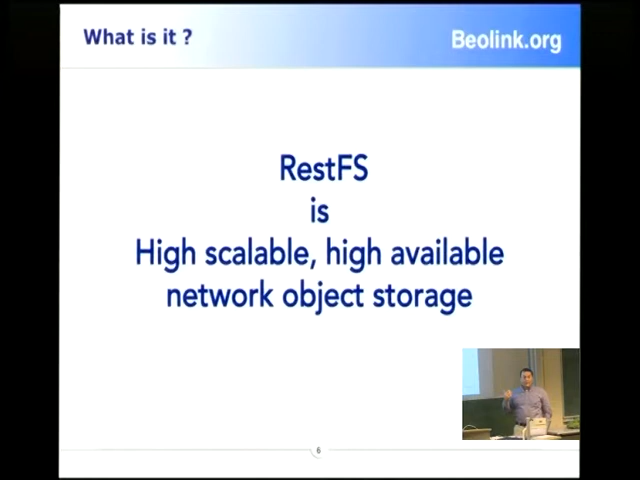 What is it ?
Beolink.org
RestFS
is
High scalable, high available
network object storage
6